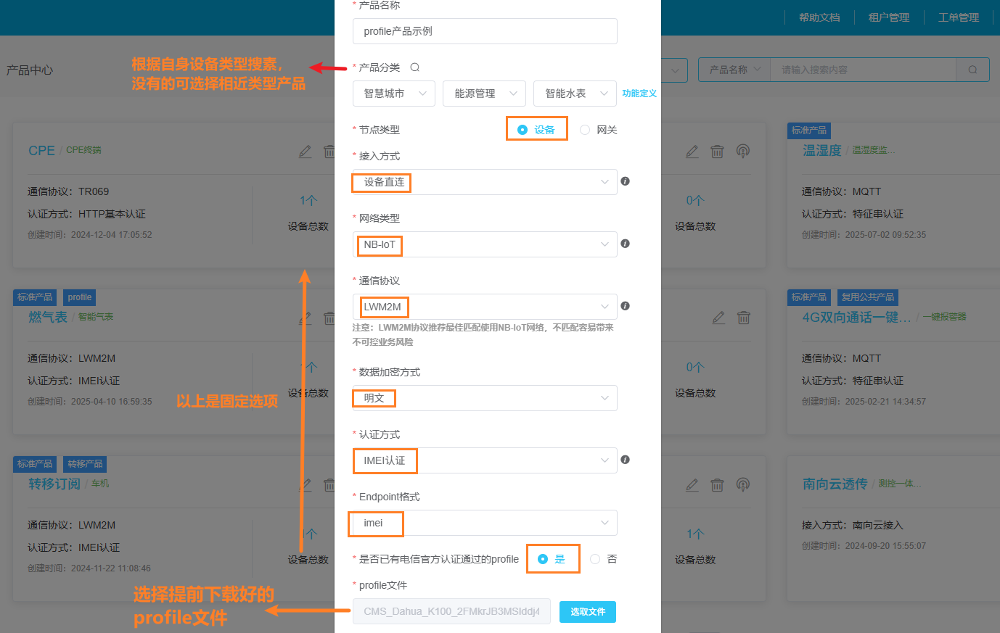 帮助文档
租户管理
工单管理
产品中心
产品名称
请输入搜索内容
* 产品名称
profile产品示例
根据自身设备类型搜素，
没有的可选择相近类型产品
* 产品分类
智慧城市
能源管理
智能水表
功能定义
* 节点类型
设备
网关
* 接入方式
设备直连
* 网络类型
NB-IoT
* 通信协议
LWM2M
注意：LWM2M协议推荐最佳匹配使用NB-IoT网络，不匹配容易带来
不可控业务风险
* 数据加密方式
明文
* 认证方式
IMEI认证
* Endpoint格式
imei
* 是否已有电信官方认证通过的profile
是
否
* profile文件
CMS_Dahua_K100_2FMkrJB3MSIddj4
选取文件
以上是固定选项
选择提前下载好的
profile文件
CPE / CPE终端
通信协议：TR069
认证方式：HTTP基本认证
创建时间：2024-12-04 17:05:52
1个
设备总数
0个
设备总数
标准产品
温湿度 / 温湿度监...
通信协议：MQTT
认证方式：特征串认证
创建时间：2025-07-02 09:52:35
标准产品
profile
燃气表 / 智能气表
通信协议：LWM2M
认证方式：IMEI认证
创建时间：2025-04-10 16:59:35
个
设备总数
0个
设备总数
标准产品
复用公共产品
4G双向通话一键... / 一键报警器
通信协议：MQTT
认证方式：特征串认证
创建时间：2025-02-21 14:34:57
标准产品
转移产品
转移订阅 / 车机
通信协议：LWM2M
认证方式：IMEI认证
创建时间：2024-11-22 11:08:46
个
设备总数
1个
设备总数
南向云透传 / 测控一体...
接入方式：南向云接入
创建时间：2024-09-20 15:55:07